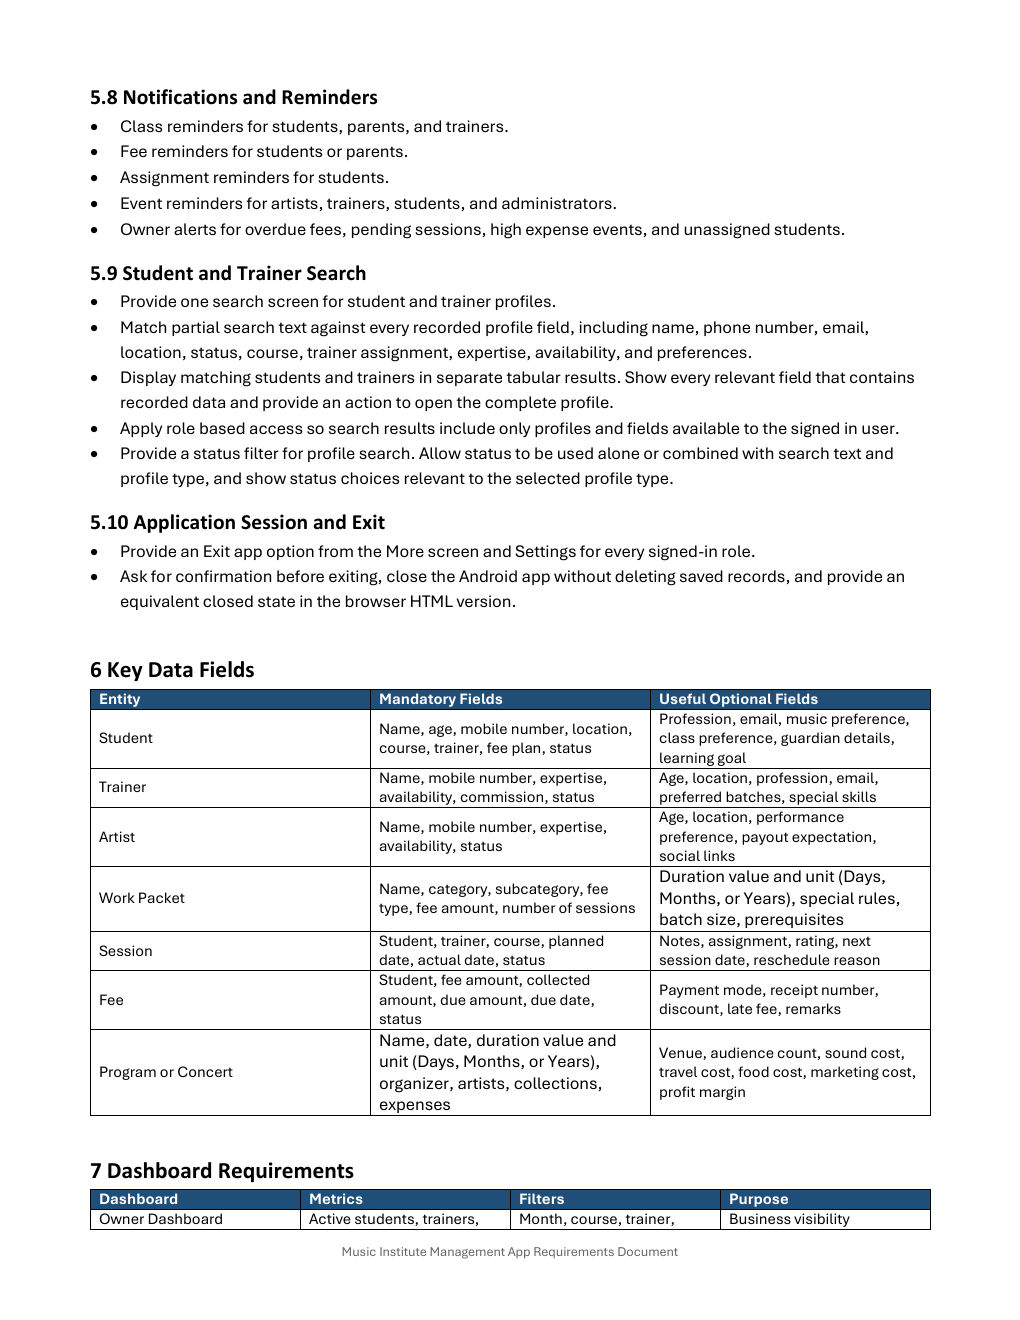 5.8 Notifications and Reminders
• Class reminders for students, parents, and trainers.
• Fee reminders for students or parents.
• Assignment reminders for students.
• Event reminders for artists, trainers, students, and administrators.
• Owner alerts for overdue fees, pending sessions, high expense events, and unassigned students.
5.9 Student and Trainer Search
• Provide one search screen for student and trainer profiles.
• Match partial search text against every recorded profile field, including name, phone number, email,
location, status, course, trainer assignment, expertise, availability, and preferences.
• Display matching students and trainers in separate tabular results. Show every relevant field that contains
recorded data and provide an action to open the complete profile.
• Apply role based access so search results include only profiles and fields available to the signed in user.
• Provide a status filter for profile search. Allow status to be used alone or combined with search text and
profile type, and show status choices relevant to the selected profile type.
5.10 Application Session and Exit
• Provide an Exit app option from the More screen and Settings for every signed-in role.
• Ask for confirmation before exiting, close the Android app without deleting saved records, and provide an
equivalent closed state in the browser HTML version.
6 Key Data Fields
Entity
Mandatory Fields
Useful Optional Fields
Student
Name, age, mobile number, location,
course, trainer, fee plan, status
Profession, email, music preference,
class preference, guardian details,
learning goal
Trainer
Name, mobile number, expertise,
availability, commission, status
Age, location, profession, email,
preferred batches, special skills
Artist
Name, mobile number, expertise,
availability, status
Age, location, performance
preference, payout expectation,
social links
Work Packet
Name, category, subcategory, fee
type, fee amount, number of sessions
Duration value and unit (Days,
Months, or Years), special rules,
batch size, prerequisites
Session
Student, trainer, course, planned
date, actual date, status
Notes, assignment, rating, next
session date, reschedule reason
Fee
Student, fee amount, collected
amount, due amount, due date,
status
Payment mode, receipt number,
discount, late fee, remarks
Program or Concert
Name, date, duration value and
unit (Days, Months, or Years),
organizer, artists, collections,
expenses
Venue, audience count, sound cost,
travel cost, food cost, marketing cost,
profit margin
7 Dashboard Requirements
Dashboard
Metrics
Filters
Purpose
Owner Dashboard
Active students, trainers,
Month, course, trainer,
Business visibility
Music Institute Management App Requirements Document